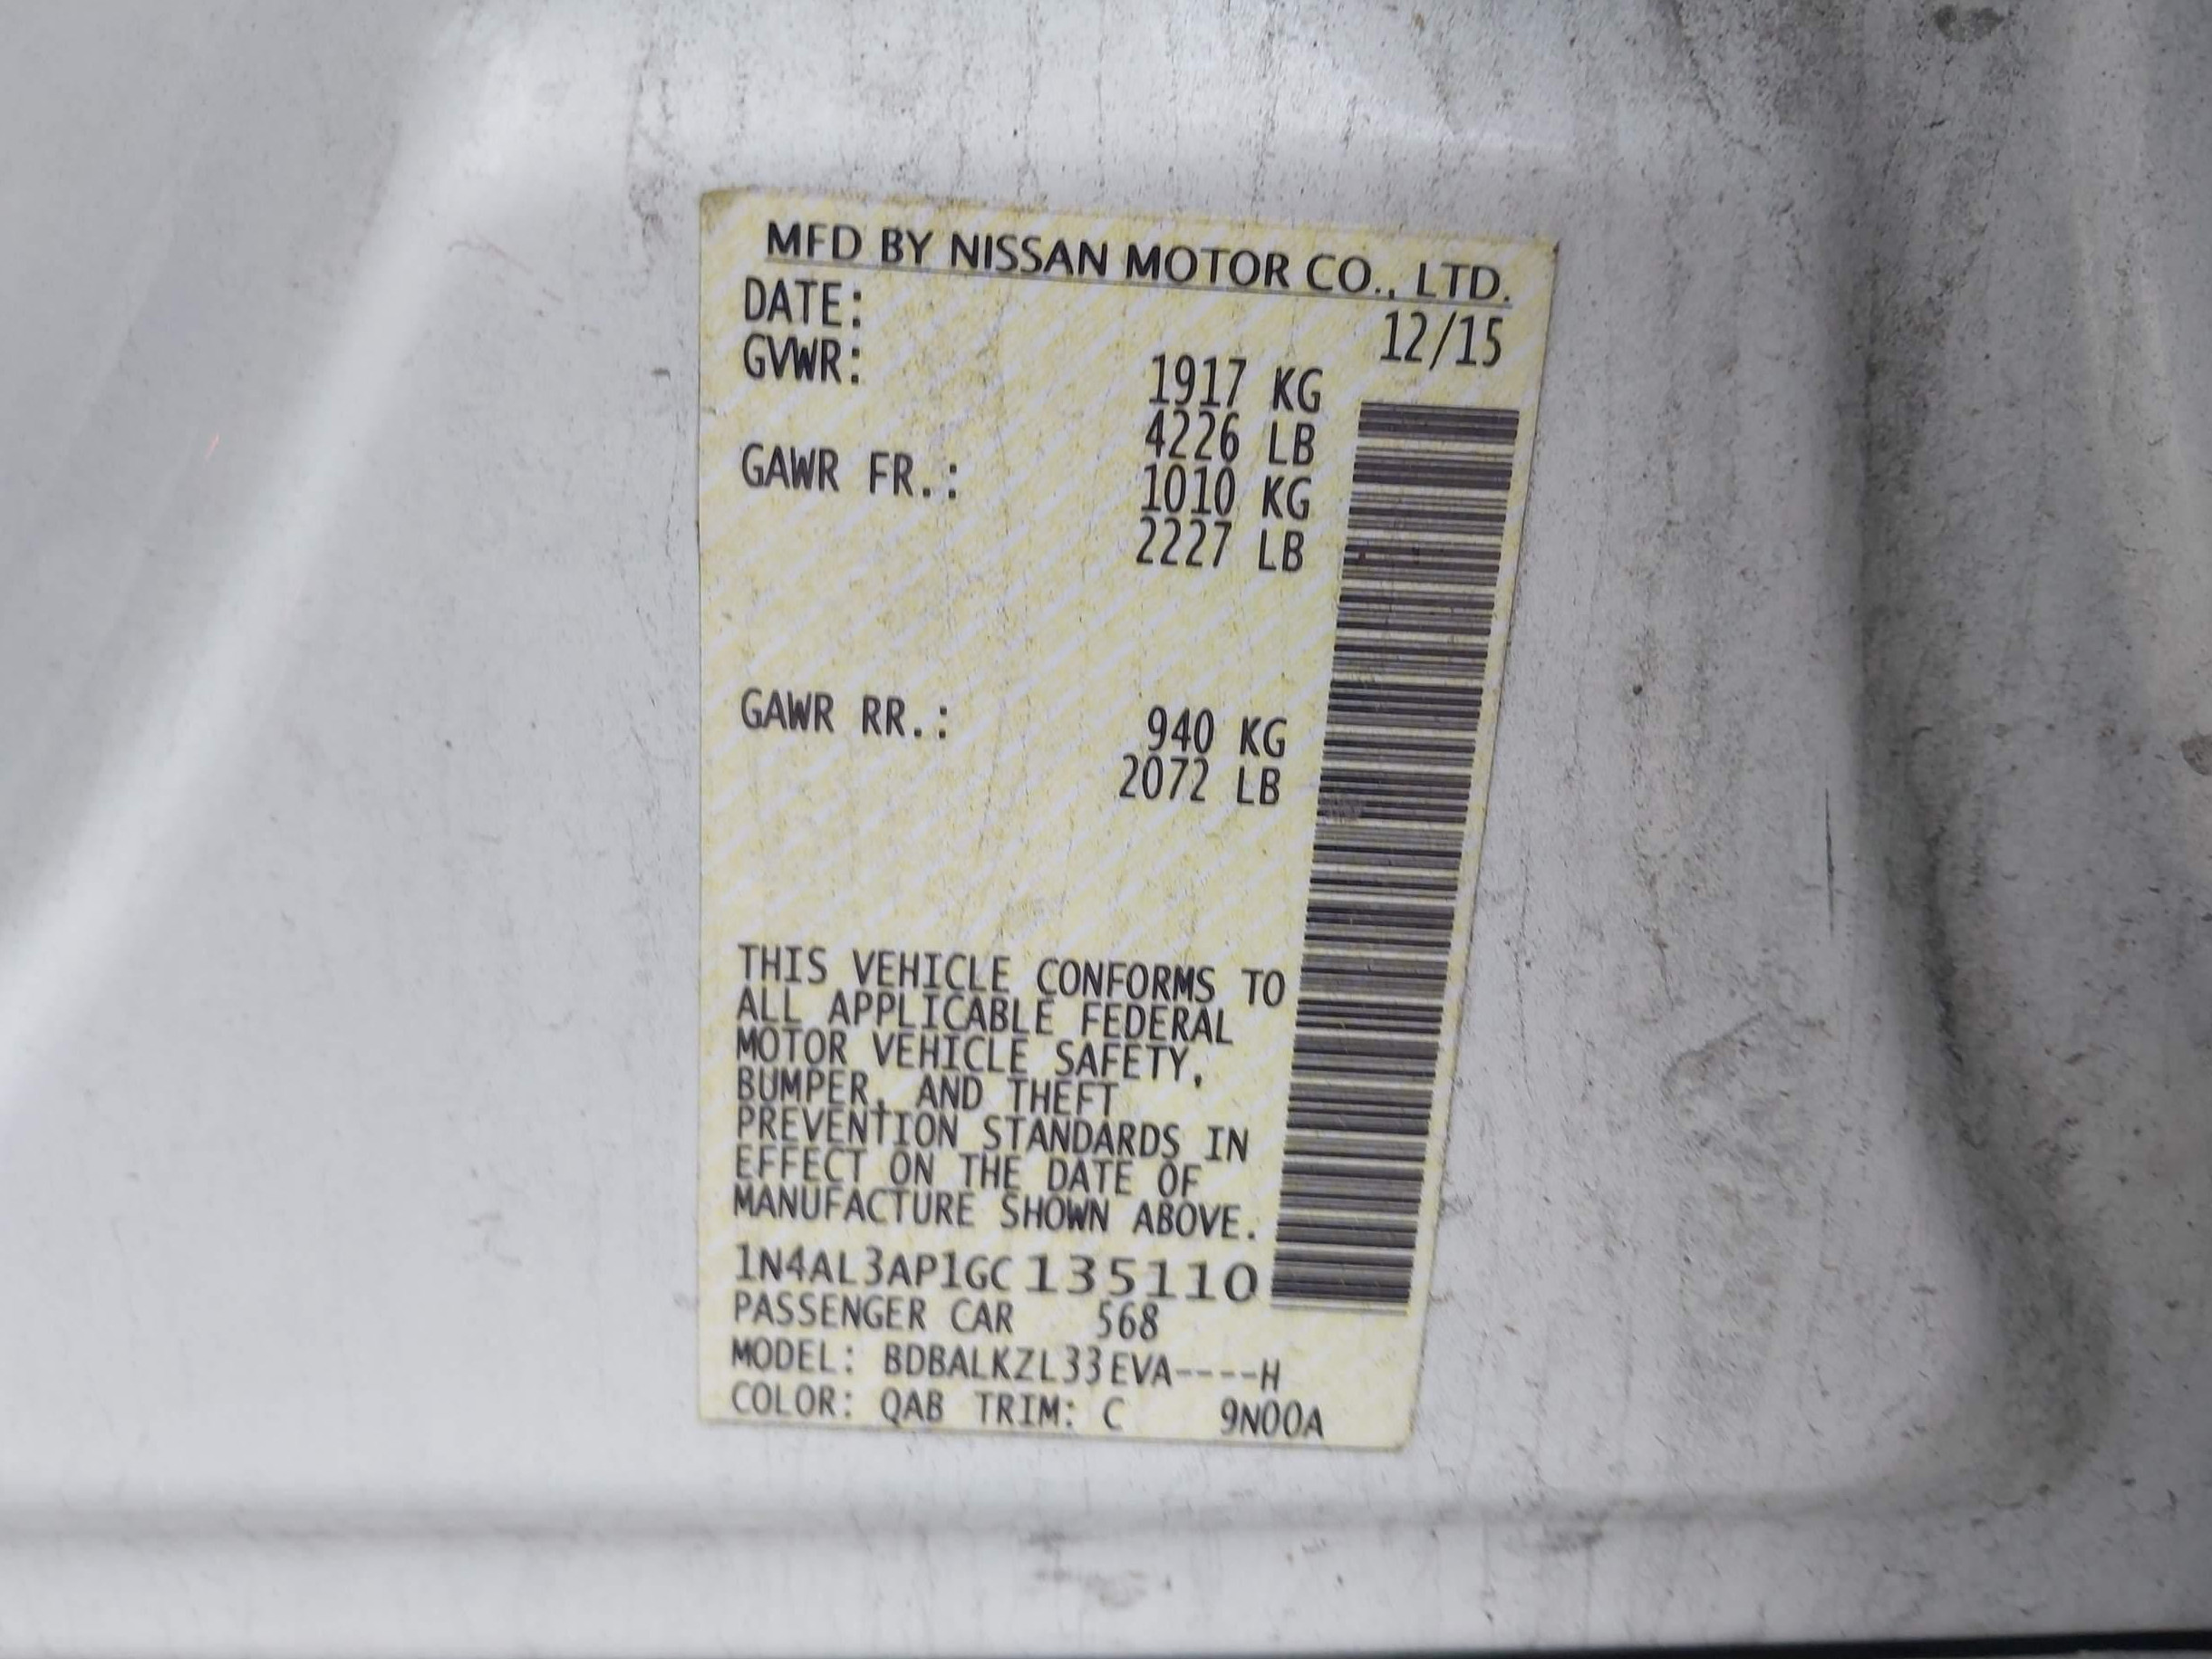 MFD BY NISSAN MOTOR CO., LTD.
DATE: 12/15
GVWR: 1917 KG
4226 LB
GAWR FR.: 1010 KG
2227 LB
GAWR RR.: 940 KG
2072 LB
THIS VEHICLE CONFORMS TO
ALL APPLICABLE FEDERAL
MOTOR VEHICLE SAFETY,
BUMPER, AND THEFT
PREVENTION STANDARDS IN
EFFECT ON THE DATE OF
MANUFACTURE SHOWN ABOVE.
1N4AL3AP1GC135110
PASSENGER CAR 568
MODEL: BDBALKZL33EVA----H
COLOR: QAB TRIM: C 9N00A